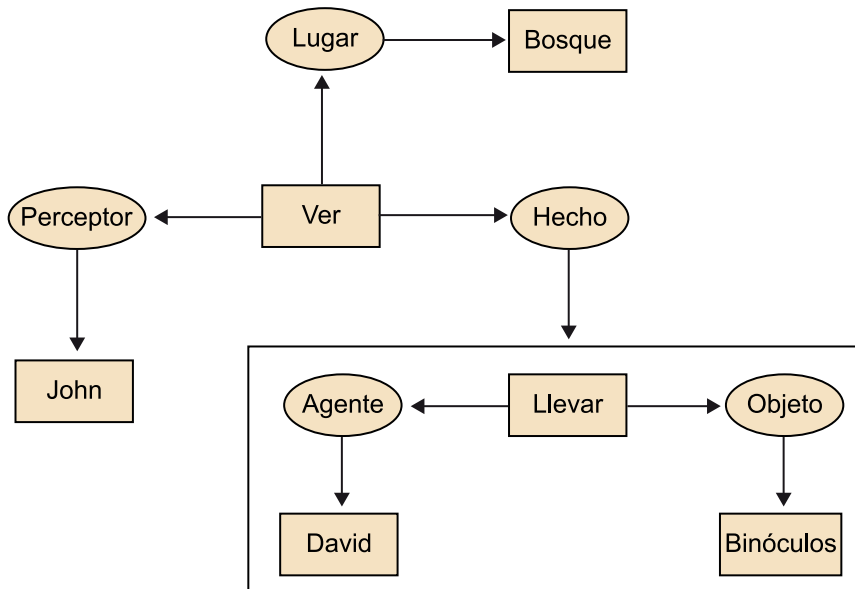 Lugar
Bosque
Perceptor
Ver
Hecho
John
Agente
Llevar
Objeto
David
Binóculos